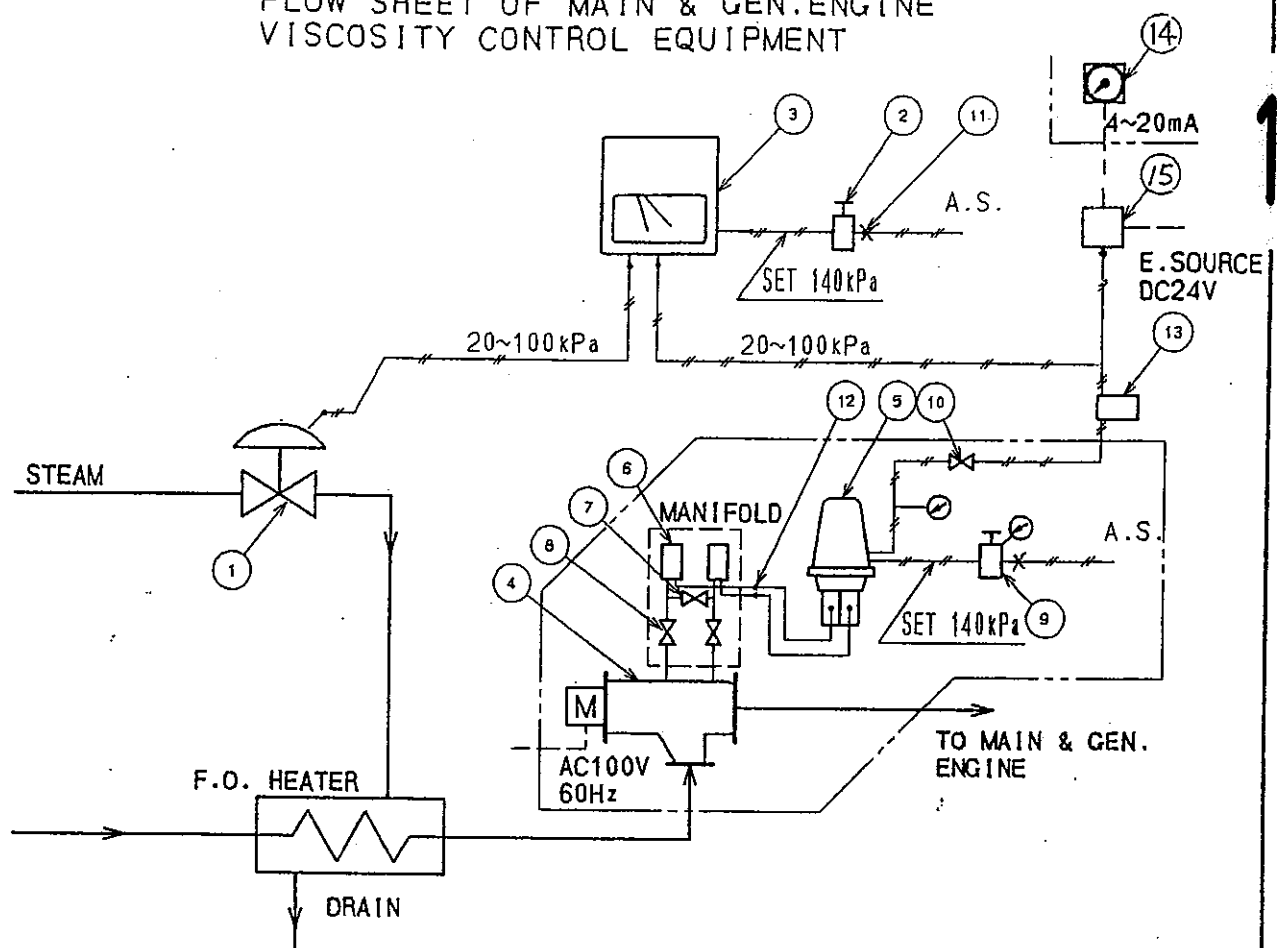 FLOW SHEET OF MAIN & GEN.ENGINE
VISCOSITY CONTROL EQUIPMENT
14
3
2
11.
4~20mA
15
A.S.
SET 140kPa
E.SOURCE
DC24V
13
20~100kPa
20~100kPa
12
5
10
STEAM
6
7
MANIFOLD
8
A.S.
1
4
SET 140kPa
9
M
TO MAIN & GEN.
ENGINE
AC100V
60Hz
F.O. HEATER
DRAIN